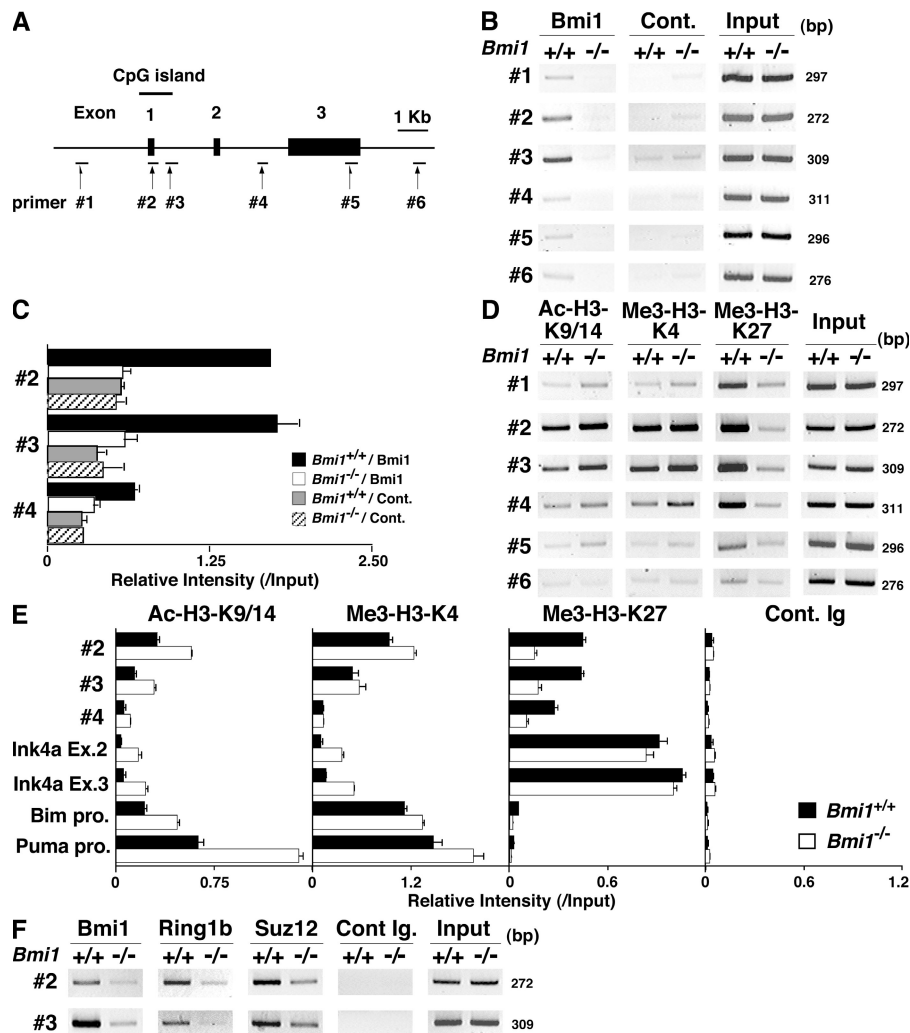 A
CpG island
Exon 1 2 3 1 Kb
primer #1 #2 #3 #4 #5 #6
B
Bmi1 Cont. Input (bp)
Bmi1 +/+ -/- +/+ -/- +/+ -/-
#1 297
#2 272
#3 309
#4 311
#5 296
#6 276
C
#2
#3
#4
Bmi1+/+ / Bmi1
Bmi1-/- / Bmi1
Bmi1+/+ / Cont.
Bmi1-/- / Cont.
0 1.25 2.50
Relative Intensity (/Input)
D
Ac-H3-K9/14 Me3-H3-K4 Me3-H3-K27 Input (bp)
Bmi1 +/+ -/- +/+ -/- +/+ -/- +/+ -/-
#1 297
#2 272
#3 309
#4 311
#5 296
#6 276
E
Ac-H3-K9/14 Me3-H3-K4 Me3-H3-K27 Cont. Ig
#2
#3
#4
Ink4a Ex.2
Ink4a Ex.3
Bim pro.
Puma pro.
Bmi1+/+
Bmi1-/-
0 0.75 0 1.2 0 0.6 0 1.2
Relative Intensity (/Input)
F
Bmi1 Ring1b Suz12 Cont Ig. Input (bp)
Bmi1 +/+ -/- +/+ -/- +/+ -/- +/+ -/- +/+ -/-
#2 272
#3 309